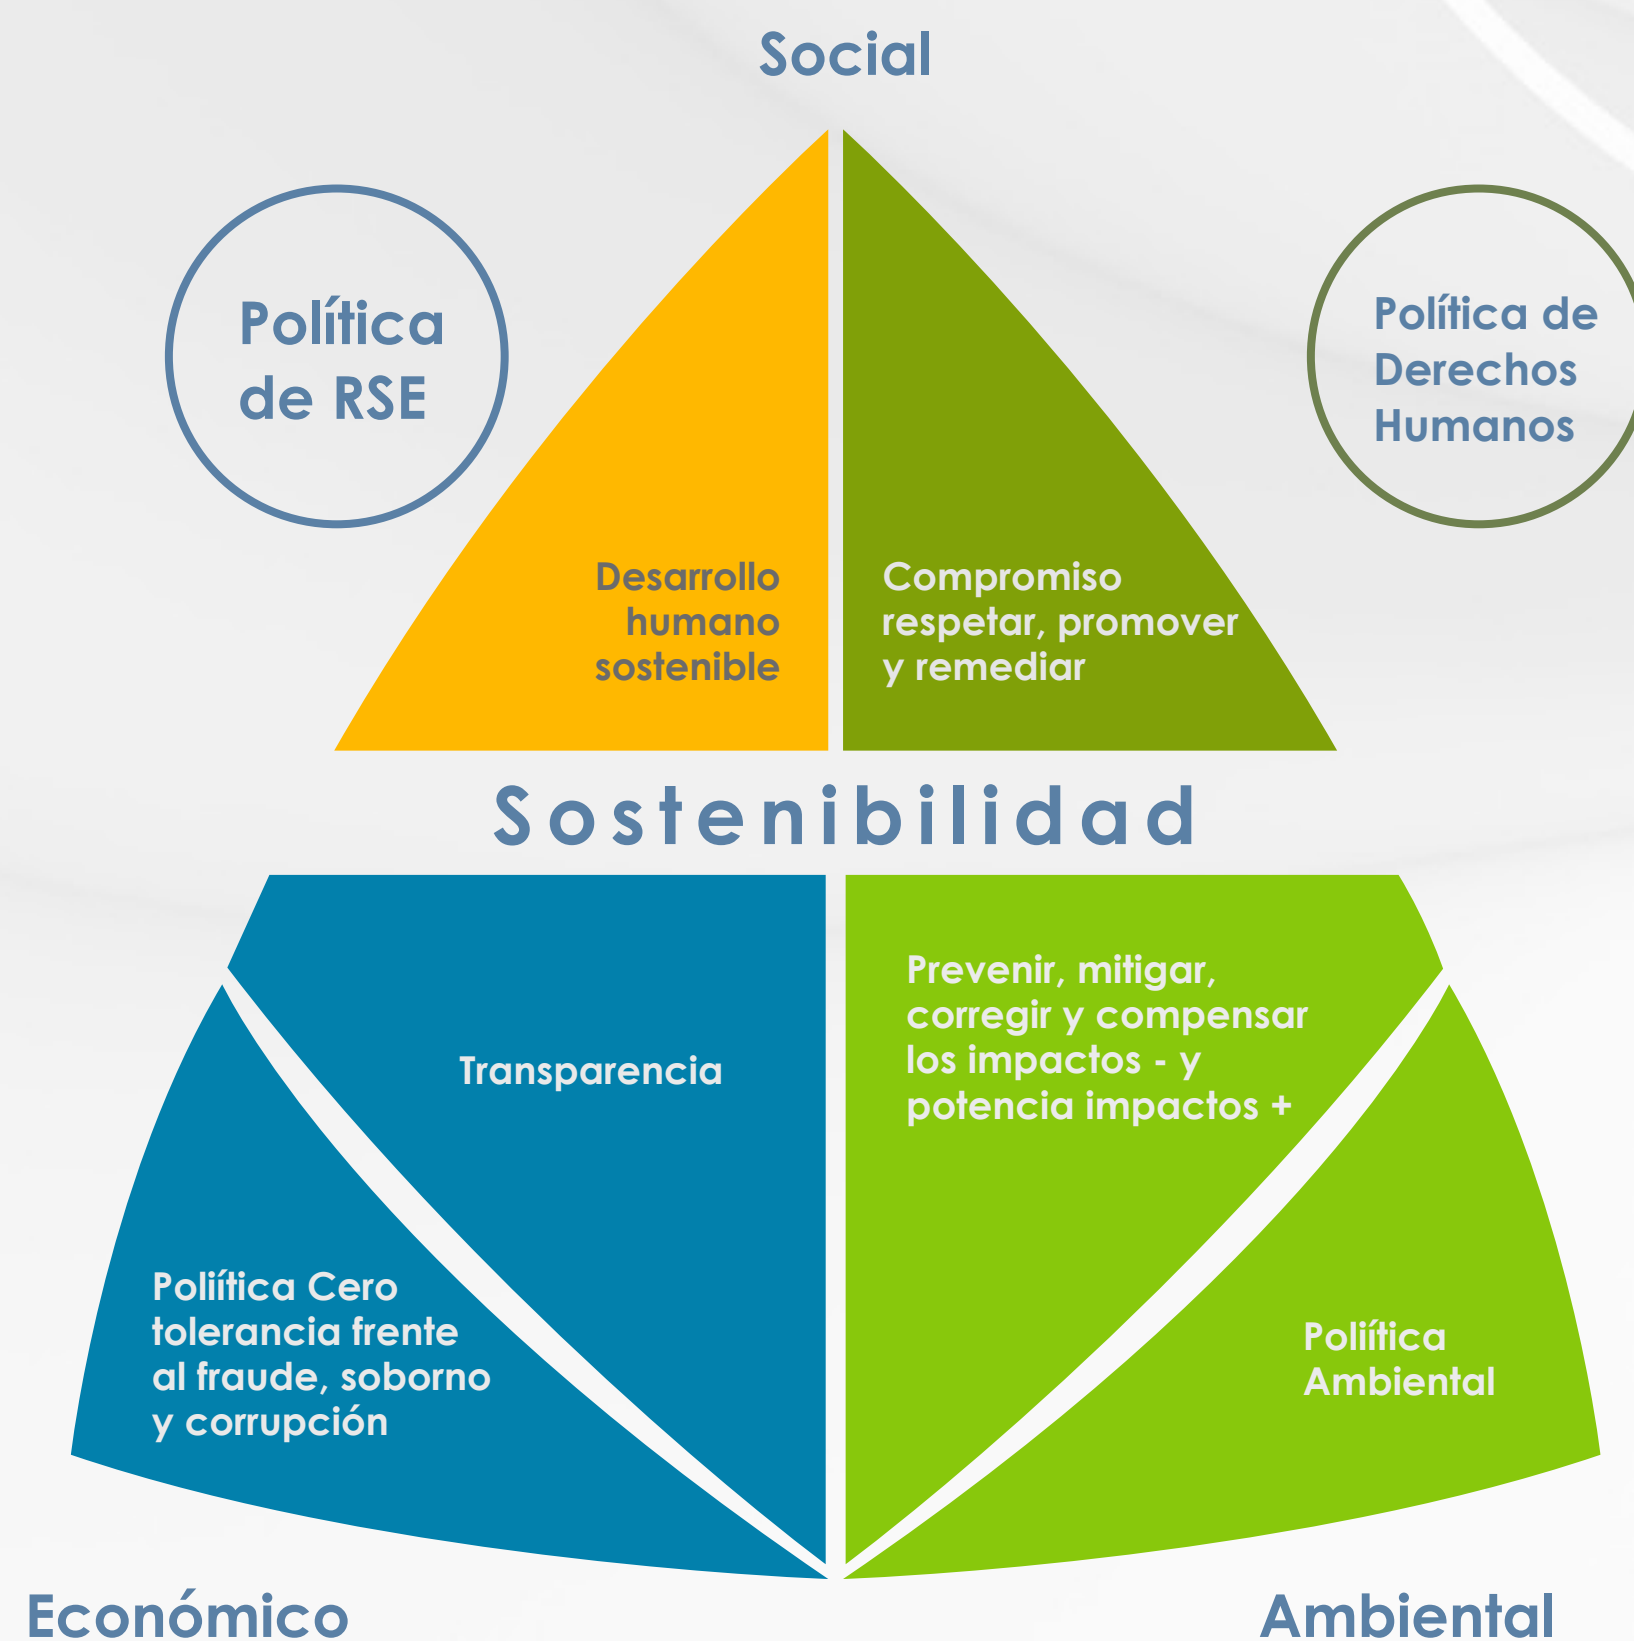 Social
Política
de RSE
Política de
Derechos
Humanos
Desarrollo
humano
sostenible
Compromiso
respetar, promover
y remediar
Sostenibilidad
Transparencia
Prevenir, mitigar,
corregir y compensar
los impactos - y
potencia impactos +
Poliítica Cero
tolerancia frente
al fraude, soborno
y corrupción
Poliítica
Ambiental
Económico
Ambiental